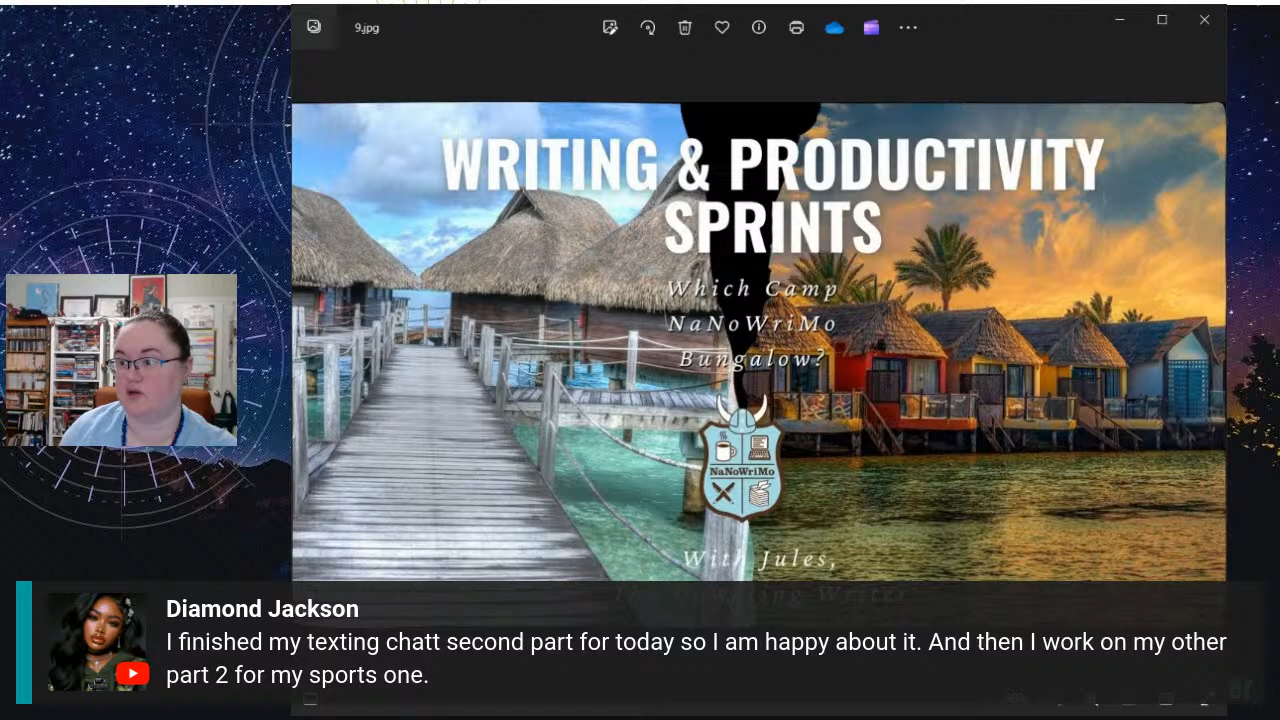 9.jpg
WRITING & PRODUCTIVITY
SPRINTS
Which Camp
NaNoWriMo
Bungalow?
NaNoWriMo
With Jules,
Writing Writer
Diamond Jackson
I finished my texting chatt second part for today so I am happy about it. And then I work on my other
part 2 for my sports one.